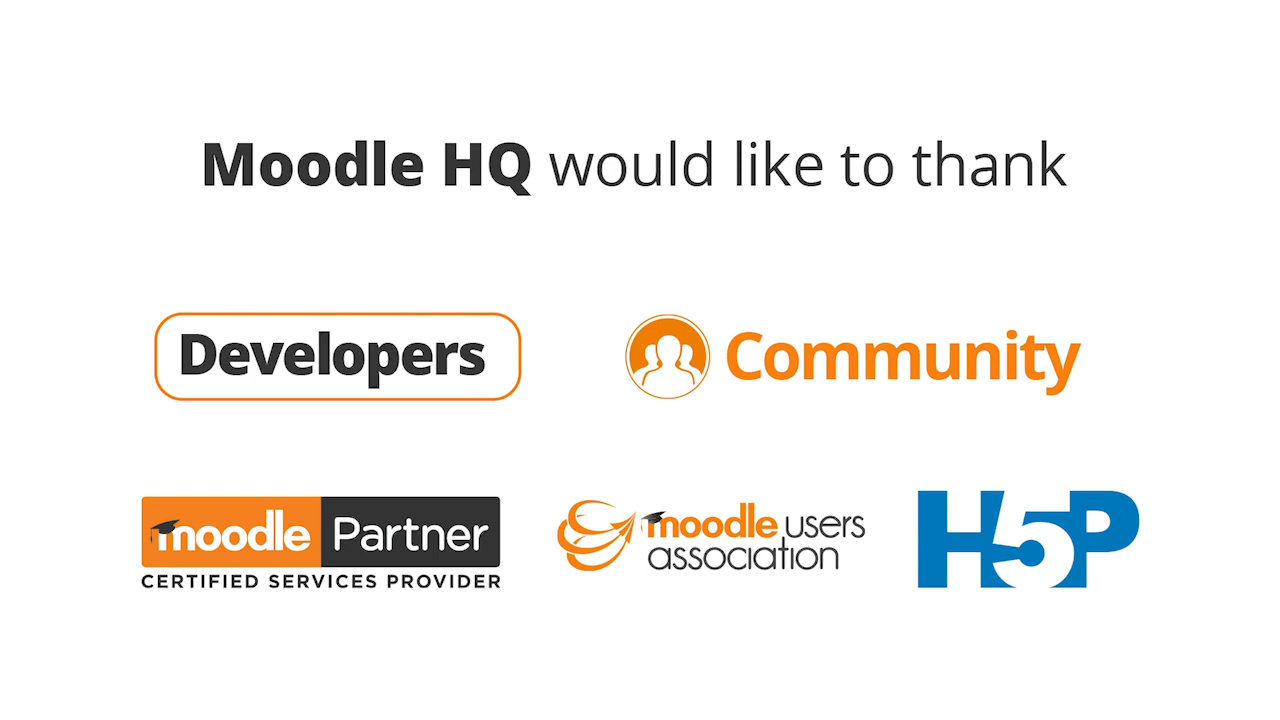 Moodle HQ would like to thank
Developers
Community
moodle Partner
CERTIFIED SERVICES PROVIDER
moodle users
association
H5P